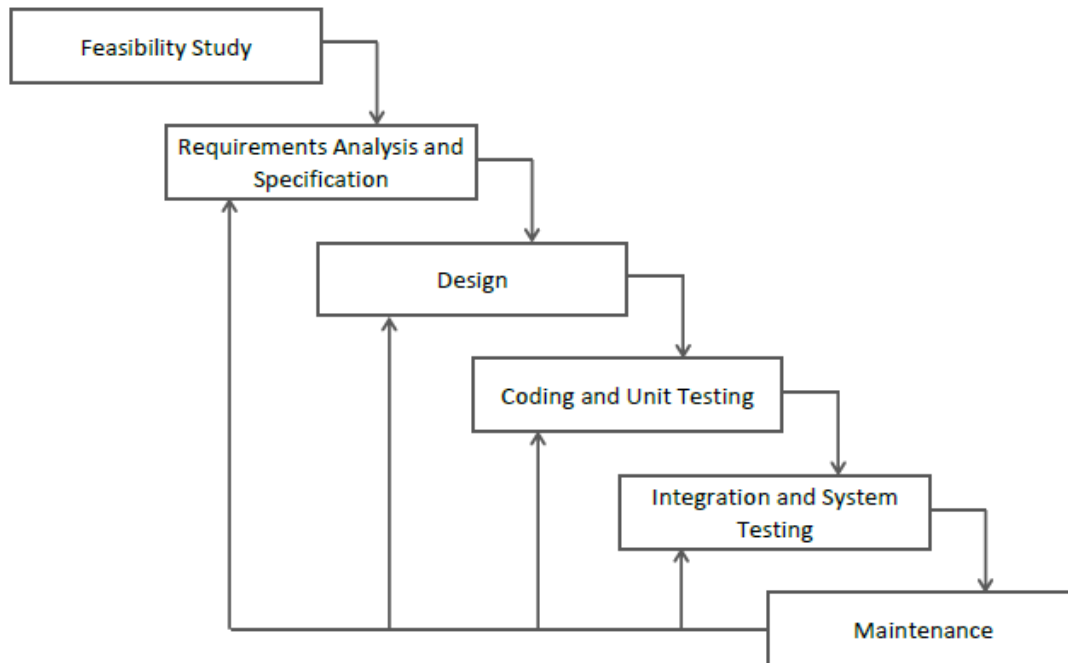 Feasibility Study
Requirements Analysis and
Specification
Design
Coding and Unit Testing
Integration and System
Testing
Maintenance